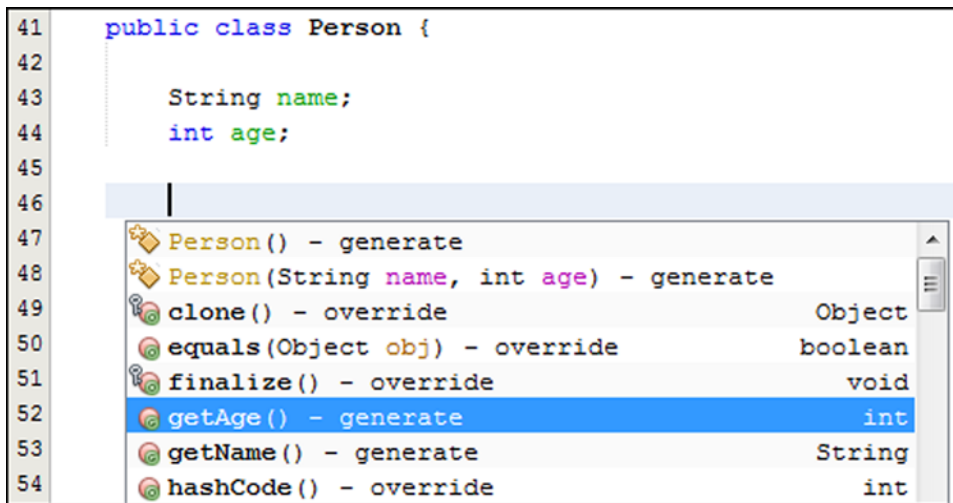 41 public class Person {
42
43 String name;
44 int age;
45
46
47 Person() - generate
48 Person(String name, int age) - generate
49 clone() - override Object
50 equals(Object obj) - override boolean
51 finalize() - override void
52 getAge() - generate int
53 getName() - generate String
54 hashCode() - override int